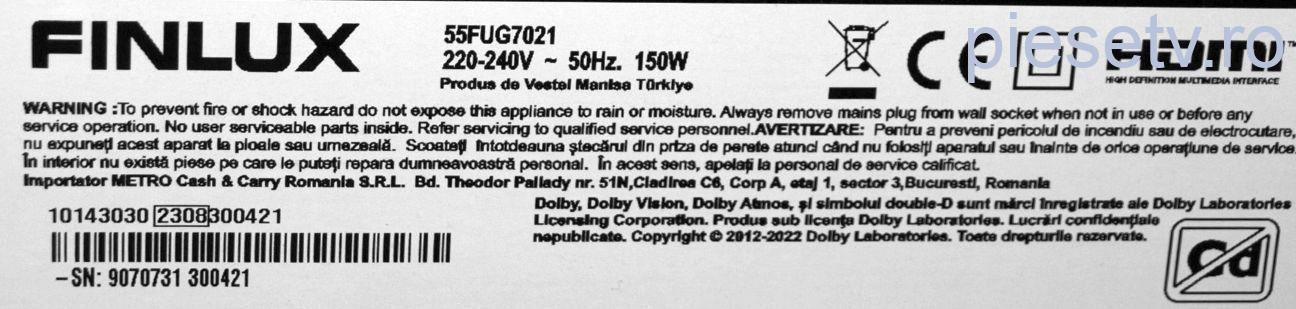 FINLUX
55FUG7021
220-240V ~ 50Hz. 150W
Produs de Vestel Manisa Türkiye
piesetv.ro
HDMI™
HIGH DEFINITION MULTIMEDIA INTERFACE
WARNING :To prevent fire or shock hazard do not expose this appliance to rain or moisture. Always remove mains plug from wall socket when not in use or before any
service operation. No user serviceable parts inside. Refer servicing to qualified service personnel.AVERTIZARE: Pentru a preveni pericolul de incendiu sau de electrocutare,
nu expuneţi acest aparat la ploaie sau umezeală. Scoateţi întotdeauna ştecărul din priza de perete atunci când nu folosiţi aparatul sau înainte de orice operaţiune de service.
În interior nu există piese pe care le puteţi repara dumneavoastră personal. În acest sens, apelaţi la personal de service calificat.
Importator METRO Cash & Carry Romania S.R.L. Bd. Theodor Pallady nr. 51N,Cladirea C6, Corp A, etaj 1, sector 3,Bucuresti, Romania
Dolby, Dolby Vision, Dolby Atmos, şi simbolul double-D sunt mărci înregistrate ale Dolby Laboratories
Licensing Corporation. Produs sub licenţa Dolby Laboratories. Lucrări confidenţiale
nepublicate. Copyright © 2012-2022 Dolby Laboratories. Toate drepturile rezervate.
10143030 2308 300421
-SN: 9070731 300421
Cd